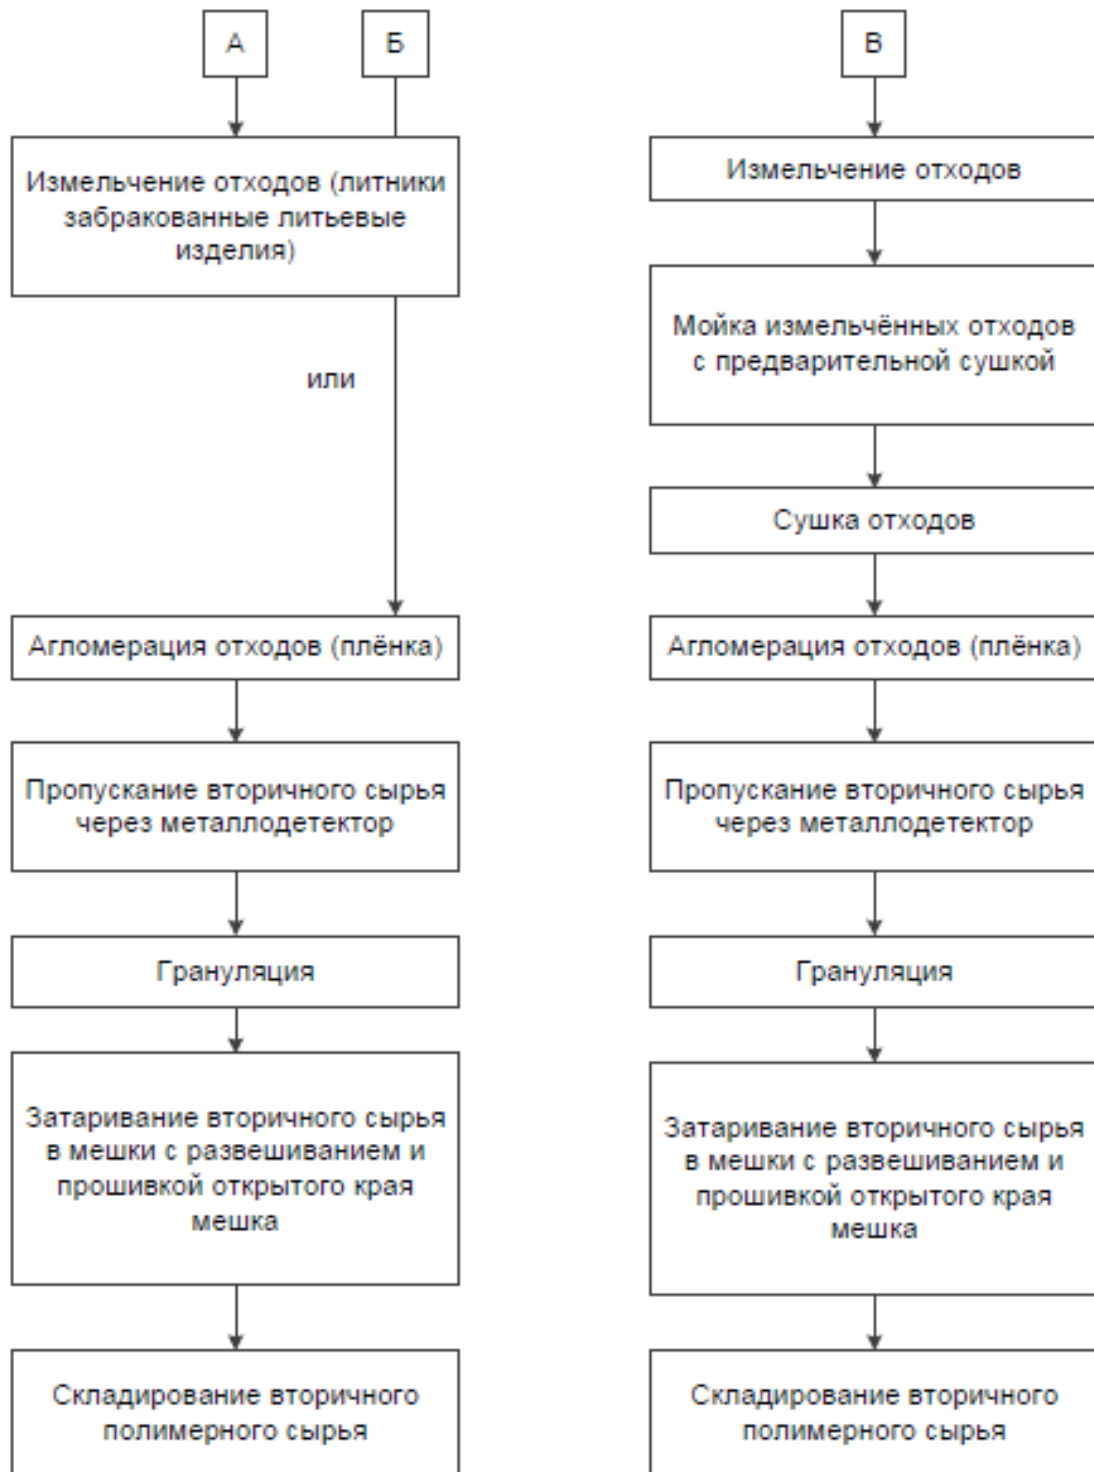 А
Б
Измельчение отходов (литники
забракованные литьевые
изделия)
или
Агломерация отходов (плёнка)
Пропускание вторичного сырья
через металлодетектор
Грануляция
Затаривание вторичного сырья
в мешки с развешиванием и
прошивкой открытого края
мешка
Складирование вторичного
полимерного сырья
В
Измельчение отходов
Мойка измельчённых отходов
с предварительной сушкой
Сушка отходов
Агломерация отходов (плёнка)
Пропускание вторичного сырья
через металлодетектор
Грануляция
Затаривание вторичного сырья
в мешки с развешиванием и
прошивкой открытого края
мешка
Складирование вторичного
полимерного сырья